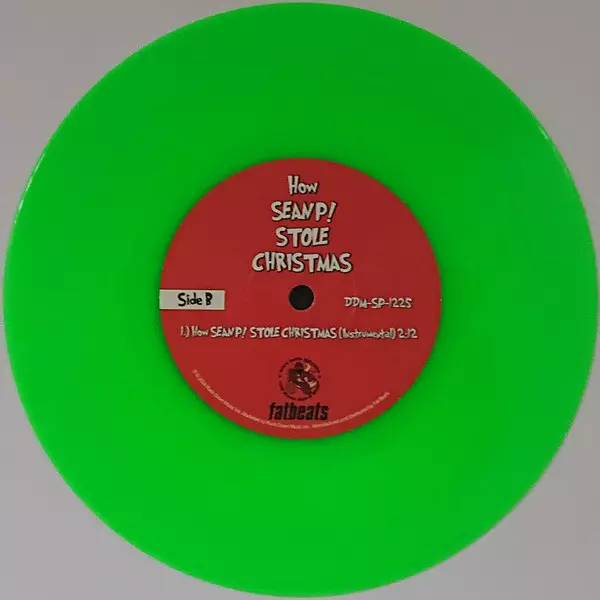 How
SEAN P!
STOLE
CHRISTMAS
Side B
DDM-SP-1225
1.) How SEAN P! STOLE CHRISTMAS (Instrumental) 2:12
fatbeats